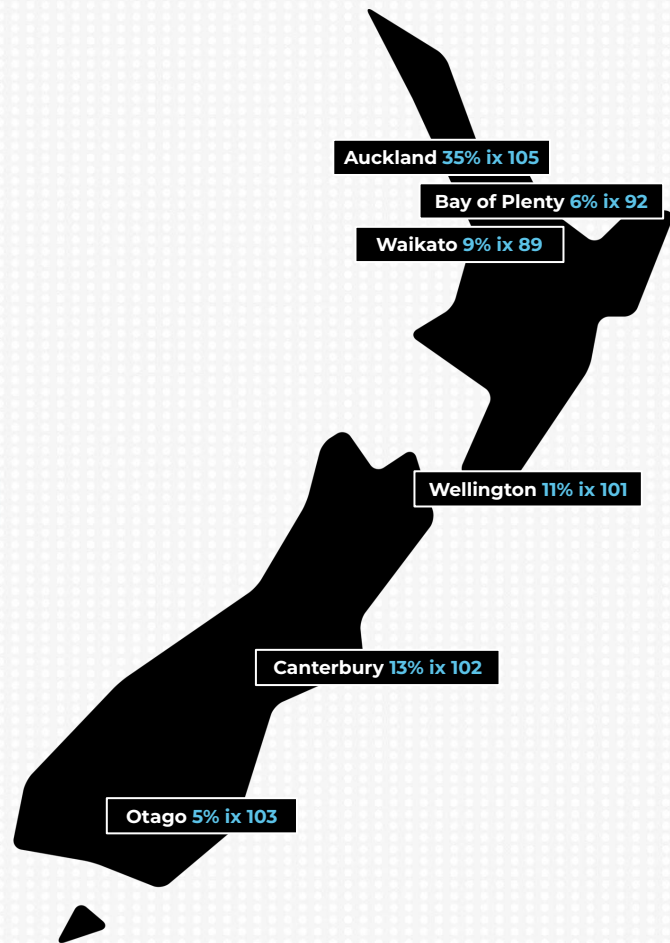 Auckland 35% ix 105
Bay of Plenty 6% ix 92
Waikato 9% ix 89
Wellington 11% ix 101
Canterbury 13% ix 102
Otago 5% ix 103